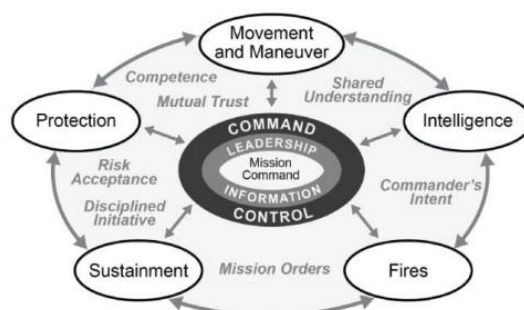 Movement
and Maneuver
Competence
Shared
Understanding
Mutual Trust
Protection
COMMAND
LEADERSHIP
Mission
Command
INFORMATION
CONTROL
Intelligence
Risk
Acceptance
Commander's
Intent
Disciplined
Initiative
Sustainment
Mission Orders
Fires